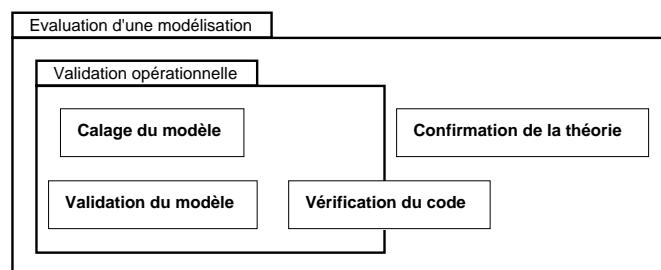 Evaluation d'une modélisation
Validation opérationnelle
Calage du modèle
Confirmation de la théorie
Validation du modèle
Vérification du code